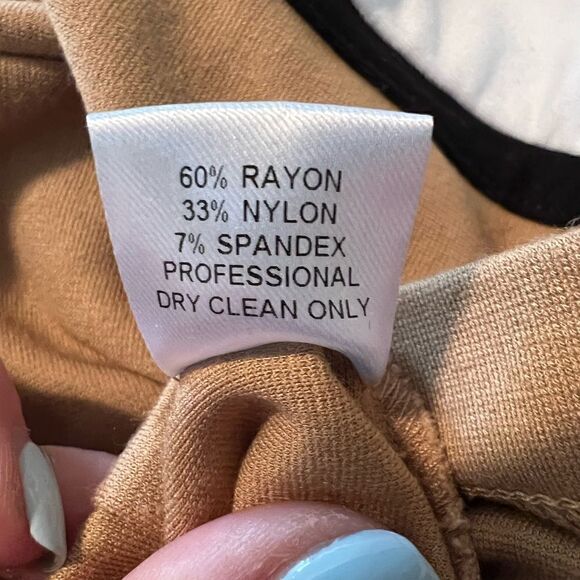 60% RAYON
33% NYLON
7% SPANDEX
PROFESSIONAL
DRY CLEAN ONLY